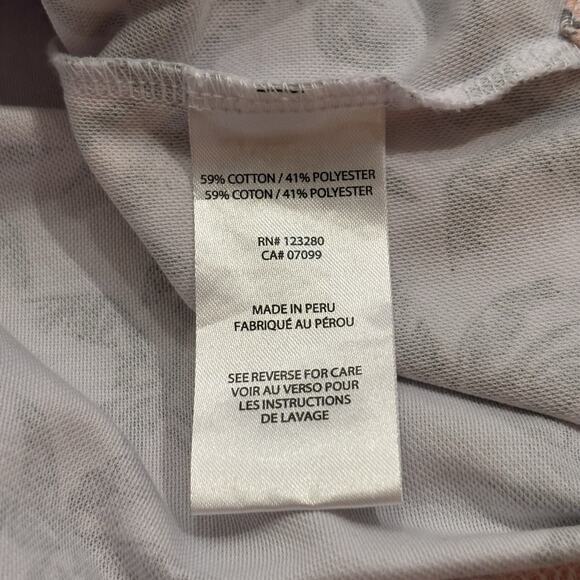 59% COTTON / 41% POLYESTER
59% COTON / 41% POLYESTER
RN# 123280
CA# 07099
MADE IN PERU
FABRIQUÉ AU PÉROU
SEE REVERSE FOR CARE
VOIR AU VERSO POUR
LES INSTRUCTIONS
DE LAVAGE